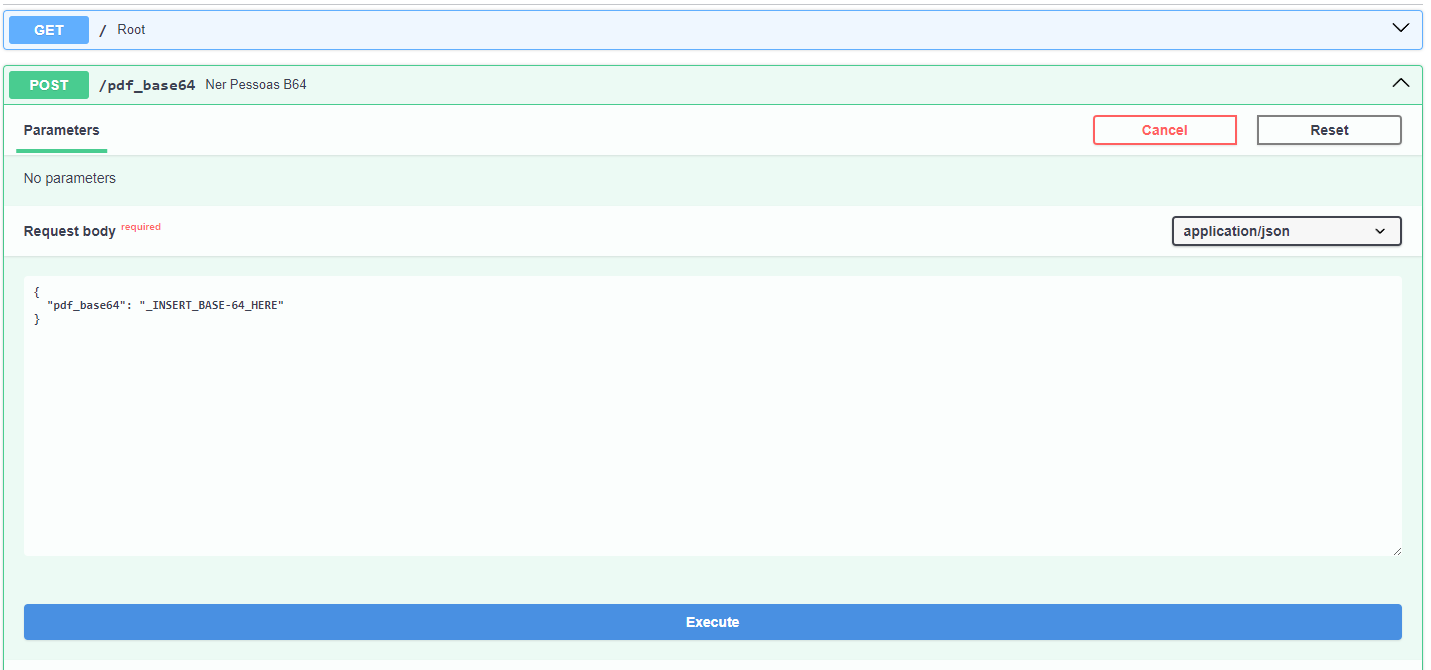 GET / Root
POST /pdf_base64 Ner Pessoas B64
Parameters Cancel Reset
No parameters
Request body required application/json
{
"pdf_base64": "_INSERT_BASE-64_HERE"
}
Execute